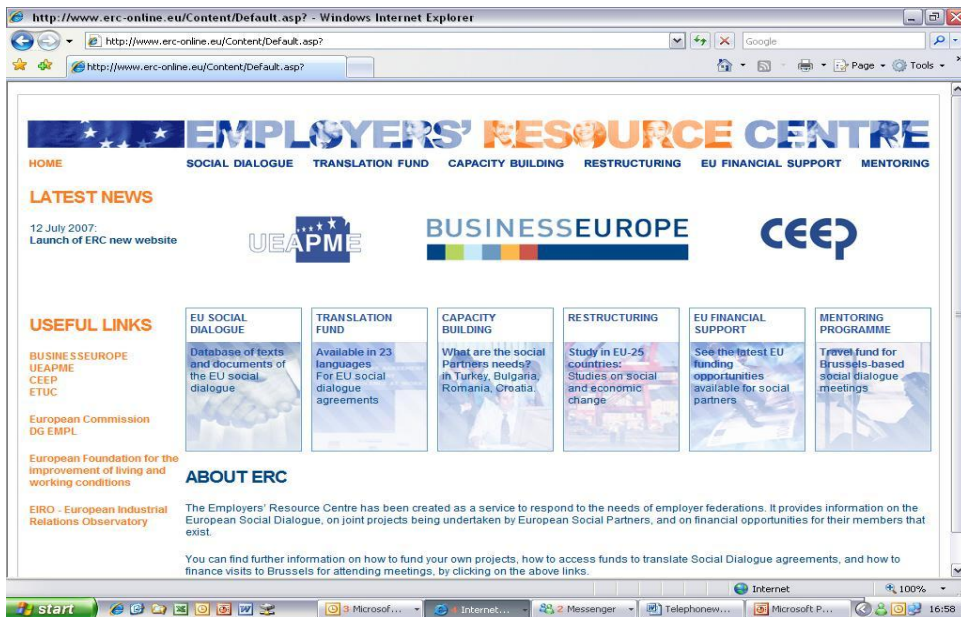 http://www.erc-online.eu/Content/Default.asp? - Windows Internet Explorer
http://www.erc-online.eu/Content/Default.asp?
Google
http://www.erc-online.eu/Content/Default.asp?
Page
Tools
EMPLOYERS' RESOURCE CENTRE
HOME
SOCIAL DIALOGUE TRANSLATION FUND CAPACITY BUILDING RESTRUCTURING EU FINANCIAL SUPPORT MENTORING
LATEST NEWS
12 July 2007:
Launch of ERC new website
UEAPME
BUSINESSEUROPE
CEEP
USEFUL LINKS
BUSINESSEUROPE
UEAPME
CEEP
ETUC
European Commission
DG EMPL
European Foundation for the
improvement of living and
working conditions
EIRO - European Industrial
Relations Observatory
EU SOCIAL
DIALOGUE
Database of texts
and documents of
the EU social
dialogue
TRANSLATION
FUND
Available in 23
languages
For EU social
dialogue
agreements
CAPACITY
BUILDING
What are the social
Partners needs?
in Turkey, Bulgaria,
Romania, Croatia.
RESTRUCTURING
Study in EU-25
countries:
Studies on social
and economic
change
EU FINANCIAL
SUPPORT
See the latest EU
funding
opportunities
available for social
partners
MENTORING
PROGRAMME
Travel fund for
Brussels-based
social dialogue
meetings
ABOUT ERC
The Employers' Resource Centre has been created as a service to respond to the needs of employer federations. It provides information on the
European Social Dialogue, on joint projects being undertaken by European Social Partners, and on financial opportunities for their members that
exist.
You can find further information on how to fund your own projects, how to access funds to translate Social Dialogue agreements, and how to
finance visits to Brussels for attending meetings, by clicking on the above links.
Internet
100%
start
3 Microsof...
4 Internet...
2 Messenger
Telephonew...
Microsoft P...
16:58